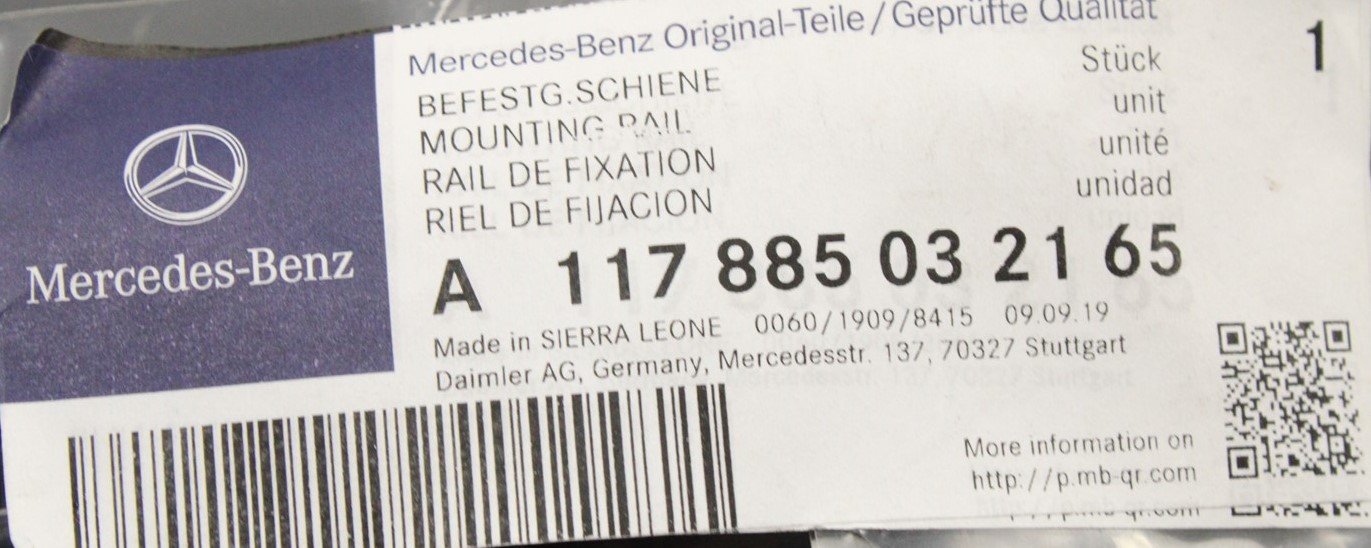 Mercedes-Benz
Mercedes-Benz Original-Teile/Geprüfte Qualität
BEFESTG.SCHIENE Stück 1
MOUNTING RAIL unit
RAIL DE FIXATION unité
RIEL DE FIJACION unidad
A 117 885 03 21 65
Made in SIERRA LEONE 0060/1909/8415 09.09.19
Daimler AG, Germany, Mercedesstr. 137, 70327 Stuttgart
More information on
http://p.mb-qr.com